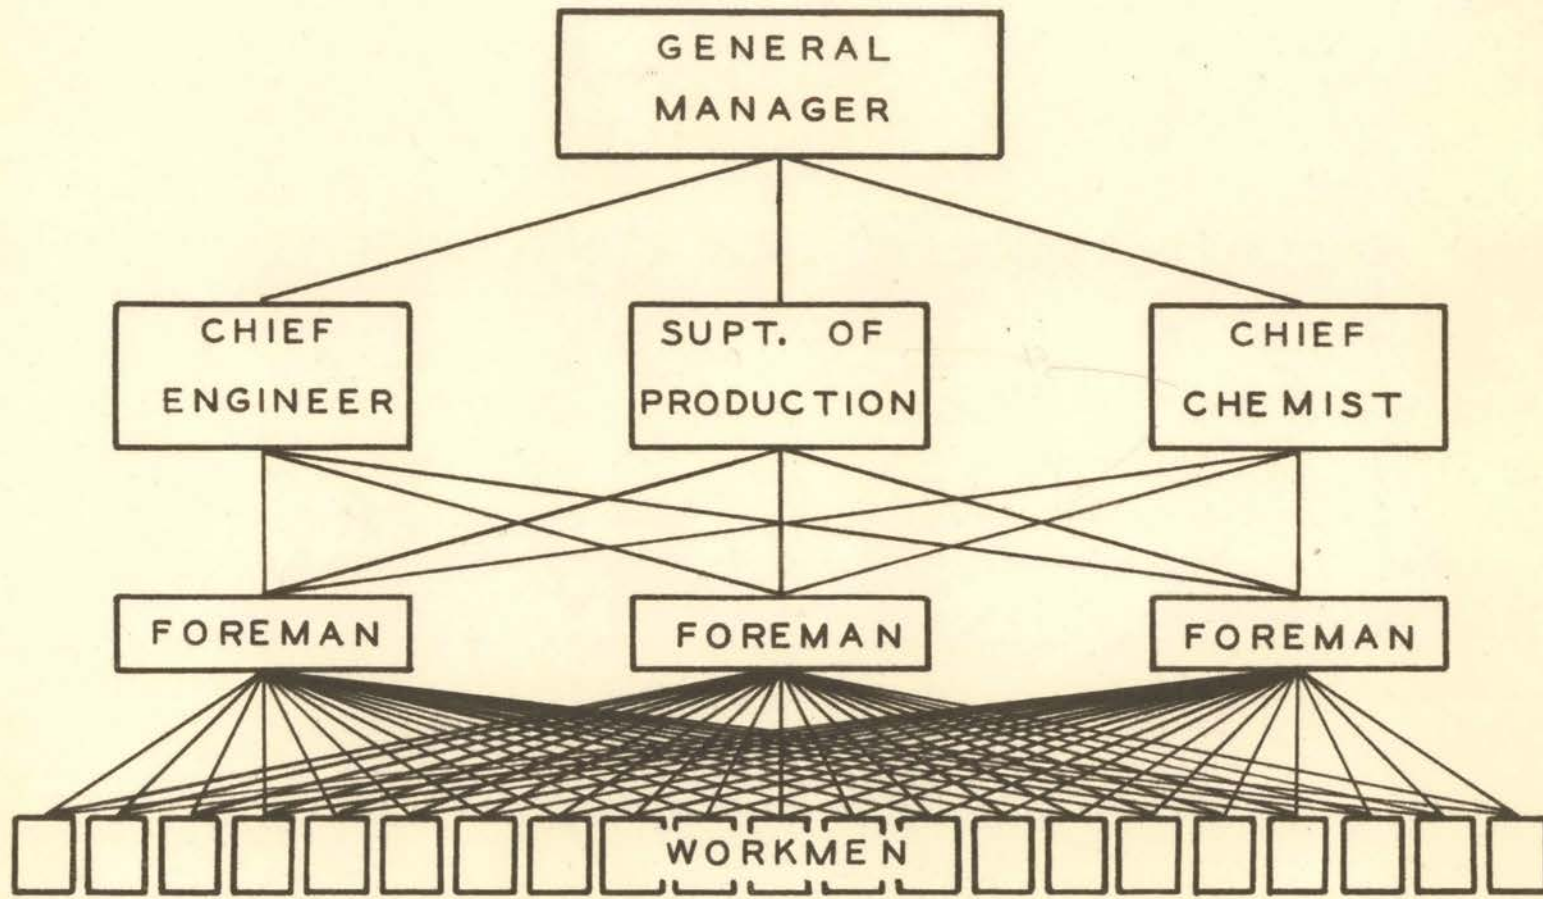 GENERAL
MANAGER
CHIEF
ENGINEER
SUPT. OF
PRODUCTION
CHIEF
CHEMIST
FOREMAN
FOREMAN
FOREMAN
WORKMEN